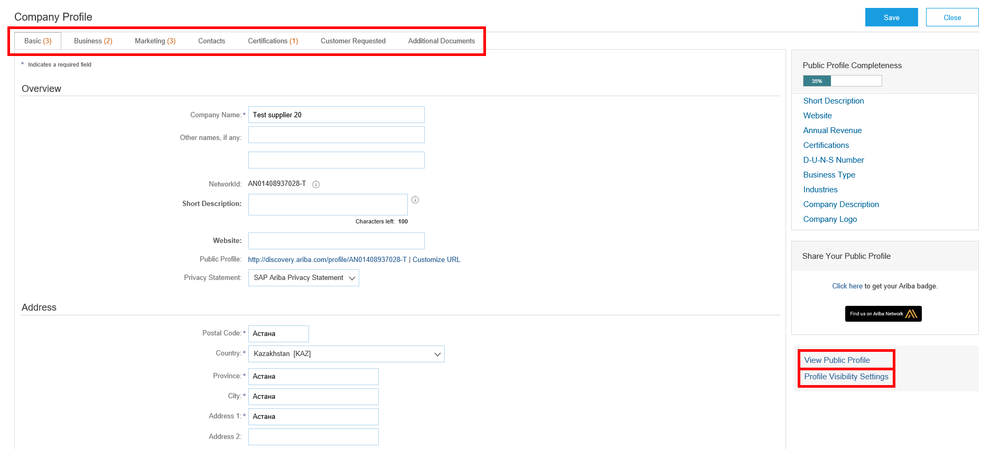 Company Profile
Save
Close
Basic (3)
Business (2)
Marketing (3)
Contacts
Certifications (1)
Customer Requested
Additional Documents
* Indicates a required field
Overview
Company Name:* Test supplier 20
Other names, if any:
NetworkId: AN01408937028-T
Short Description:
Characters left: 100
Website:
Public Profile: http://discovery.ariba.com/profile/AN01408937028-T | Customize URL
Privacy Statement: SAP Ariba Privacy Statement
Address
Postal Code:* Астана
Country:* Kazakhstan [KAZ]
Province:* Астана
City:* Астана
Address 1:* Астана
Address 2:
Public Profile Completeness
35%
Short Description
Website
Annual Revenue
Certifications
D-U-N-S Number
Business Type
Industries
Company Description
Company Logo
Share Your Public Profile
Click here to get your Ariba badge.
Find us on Ariba Network
View Public Profile
Profile Visibility Settings